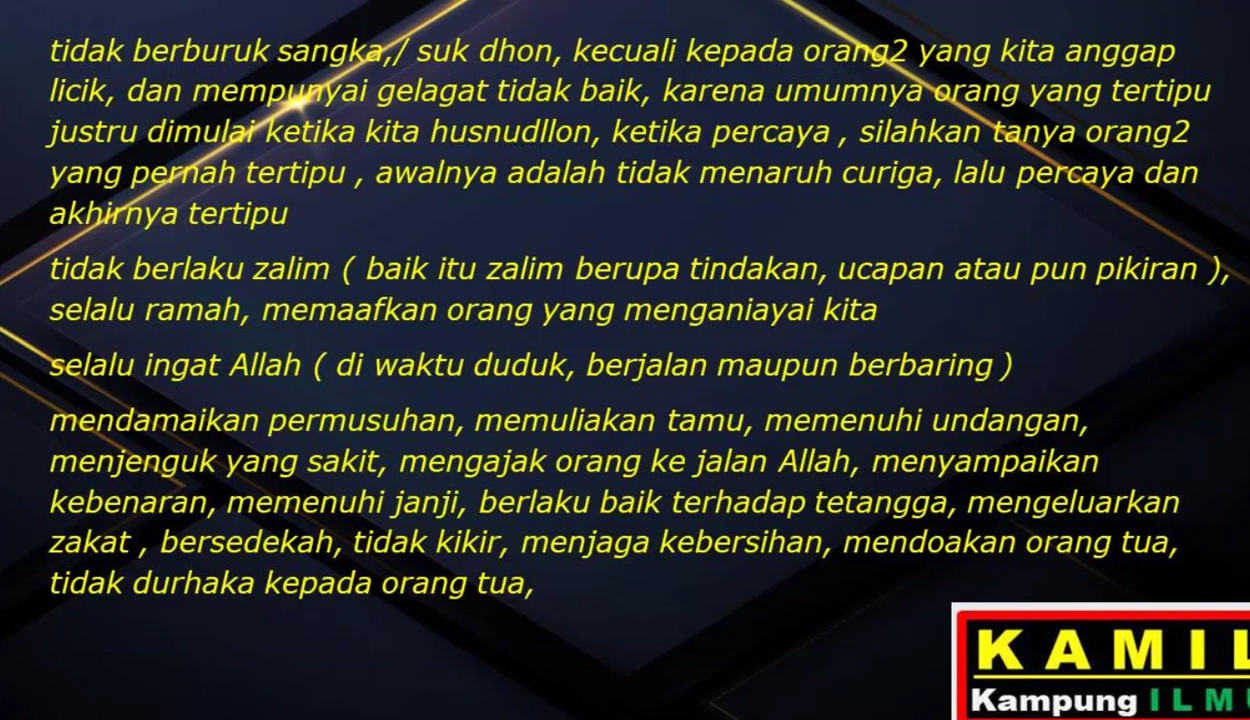 tidak berburuk sangka,/ suk dhon, kecuali kepada orang2 yang kita anggap
licik, dan mempunyai gelagat tidak baik, karena umumnya orang yang tertipu
justru dimulai ketika kita husnudllon, ketika percaya , silahkan tanya orang2
yang pernah tertipu , awalnya adalah tidak menaruh curiga, lalu percaya dan
akhirnya tertipu
tidak berlaku zalim ( baik itu zalim berupa tindakan, ucapan atau pun pikiran ),
selalu ramah, memaafkan orang yang menganiayai kita
selalu ingat Allah ( di waktu duduk, berjalan maupun berbaring )
mendamaikan permusuhan, memuliakan tamu, memenuhi undangan,
menjenguk yang sakit, mengajak orang ke jalan Allah, menyampaikan
kebenaran, memenuhi janji, berlaku baik terhadap tetangga, mengeluarkan
zakat , bersedekah, tidak kikir, menjaga kebersihan, mendoakan orang tua,
tidak durhaka kepada orang tua,
KAMIL
Kampung ILM